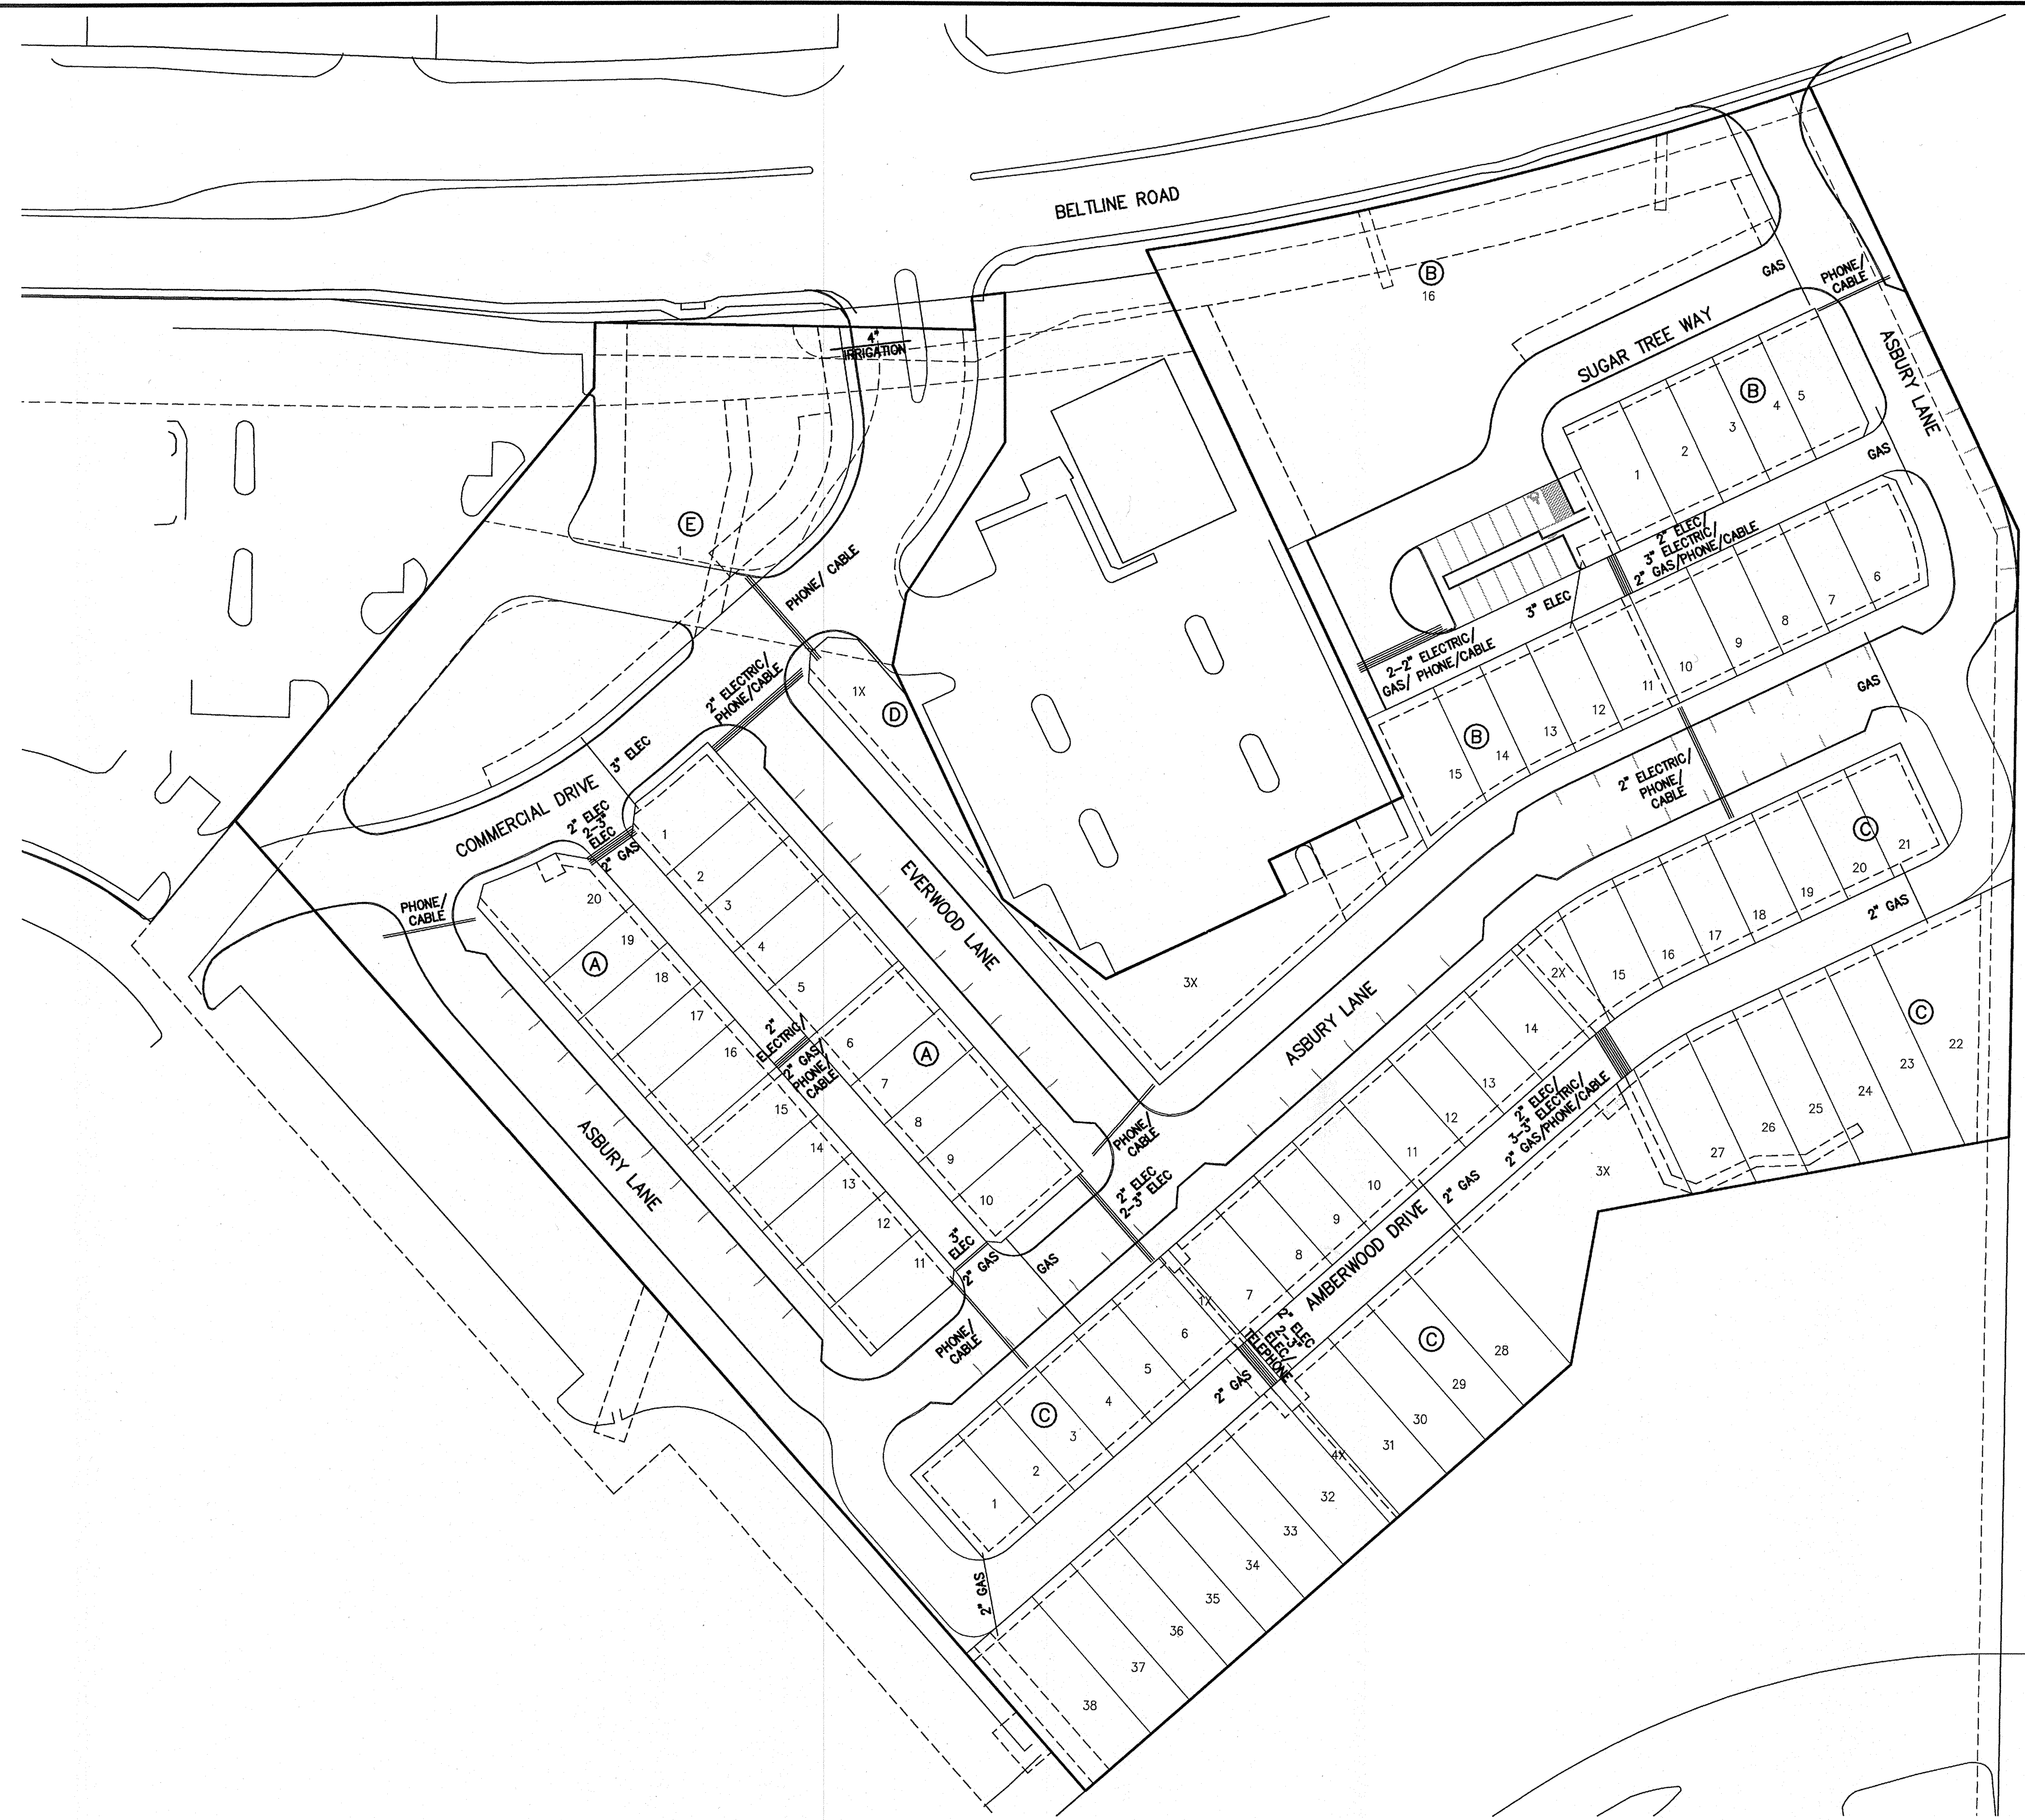 BELTLINE ROAD
B
16
GAS
PHONE/
CABLE
SUGAR TREE WAY
ASBURY LANE
4"
IRRIGATION
B
1
2
3
4
5
GAS
E
1
PHONE/ CABLE
2" ELEC/
3" ELECTRIC/
2" GAS/PHONE/CABLE
3" ELEC
2-2" ELECTRIC/
GAS/ PHONE/CABLE
6
7
8
9
10
11
12
13
14
15
B
GAS
1X
D
2" ELECTRIC/
PHONE/CABLE
3" ELEC
COMMERCIAL DRIVE
2" ELEC
2-3"
ELEC
2" GAS
2" ELECTRIC/
PHONE/
CABLE
PHONE/
CABLE
EVERWOOD LANE
1
2
3
4
5
6
7
8
9
10
A
20
19
18
17
16
15
14
13
12
11
A
2"
ELECTRIC/
2" GAS/
PHONE/
CABLE
ASBURY LANE
3X
ASBURY LANE
C
21
20
19
18
17
16
15
17
2X
14
13
12
11
10
9
8
7
2" GAS
C
22
23
24
25
26
27
3X
2" ELEC/
3-3" ELECTRIC/
2" GAS/PHONE/CABLE
PHONE/
CABLE
2" ELEC
2-3" ELEC
3"
ELEC
2" GAS
GAS
PHONE/
CABLE
2" GAS
AMBERWOOD DRIVE
1X
6
5
4
3
2
1
C
2" ELEC
2-3"
ELEC/
TELEPHONE
2" GAS
C
28
29
30
31
4X
32
33
34
35
36
37
38
2" GAS